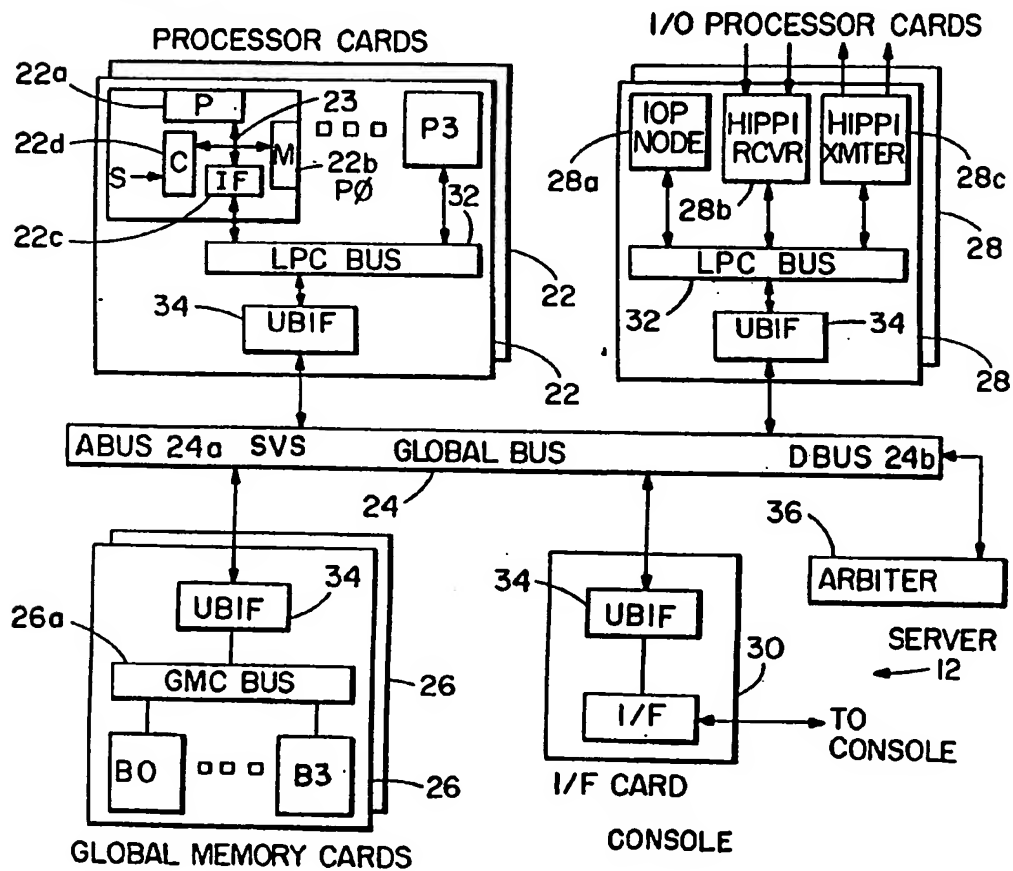 PROCESSOR CARDS
22a
P
23
22d
C
M
22b
S
IF
22c
PØ
P3
32
LPC BUS
34
UBIF
22
22
I/O PROCESSOR CARDS
IOP NODE
HIPPI RCVR
HIPPI XMTER
28a
28b
28c
28
LPC BUS
32
UBIF
34
28
ABUS 24a SVS GLOBAL BUS DBUS 24b
24
36
ARBITER
SERVER
12
34
UBIF
26a
GMC BUS
26
B0
B3
26
GLOBAL MEMORY CARDS
34
UBIF
30
I/F
TO CONSOLE
I/F CARD
CONSOLE